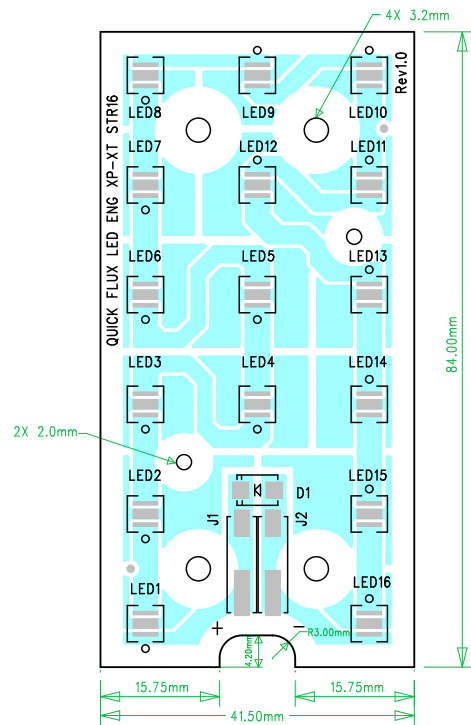 4X 3.2mm
Rev1.0
LED8
LED9
LED10
LED7
LED12
LED11
QUICK FLUX LED ENG XP-XT STR16
LED6
LED5
LED13
84.00mm
LED3
LED4
LED14
2X 2.0mm
LED2
LED15
D1
J1
J2
LED1
LED16
+
−
R3.00mm
4.20mm
15.75mm
15.75mm
41.50mm